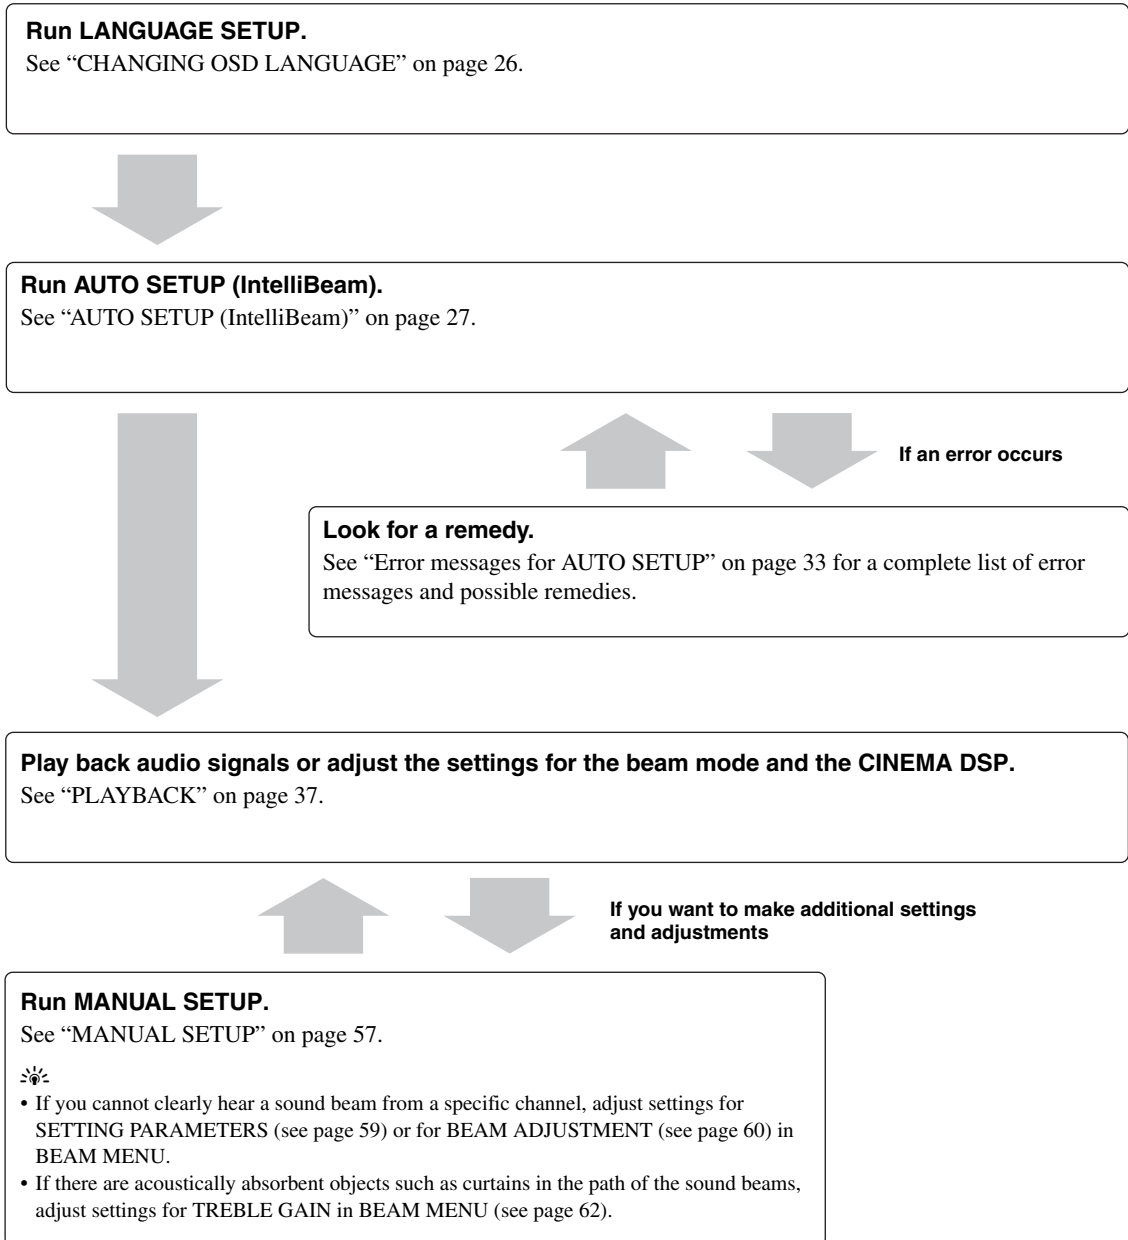 Run LANGUAGE SETUP.
See “CHANGING OSD LANGUAGE” on page 26.
Run AUTO SETUP (IntelliBeam).
See “AUTO SETUP (IntelliBeam)” on page 27.
If an error occurs
Look for a remedy.
See “Error messages for AUTO SETUP” on page 33 for a complete list of error
messages and possible remedies.
Play back audio signals or adjust the settings for the beam mode and the CINEMA DSP.
See “PLAYBACK” on page 37.
If you want to make additional settings
and adjustments
Run MANUAL SETUP.
See “MANUAL SETUP” on page 57.
• If you cannot clearly hear a sound beam from a specific channel, adjust settings for
SETTING PARAMETERS (see page 59) or for BEAM ADJUSTMENT (see page 60) in
BEAM MENU.
• If there are acoustically absorbent objects such as curtains in the path of the sound beams,
adjust settings for TREBLE GAIN in BEAM MENU (see page 62).